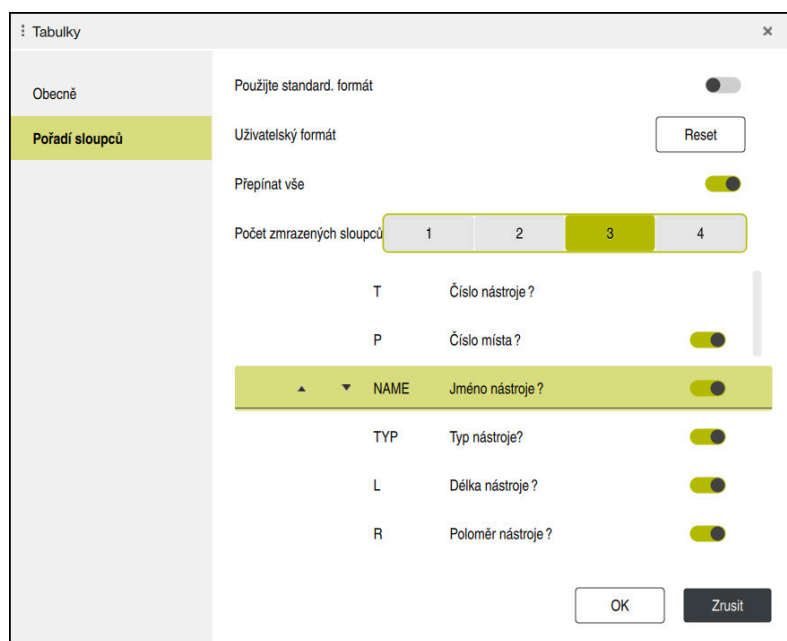 Tabulky
Obecně
Pořadí sloupců
Použijte standard. formát
Uživatelský formát
Reset
Přepínat vše
Počet zmrazených sloupců 1 2 3 4
T Číslo nástroje?
P Číslo místa?
NAME Jméno nástroje?
TYP Typ nástroje?
L Délka nástroje?
R Poloměr nástroje?
OK Zrusit